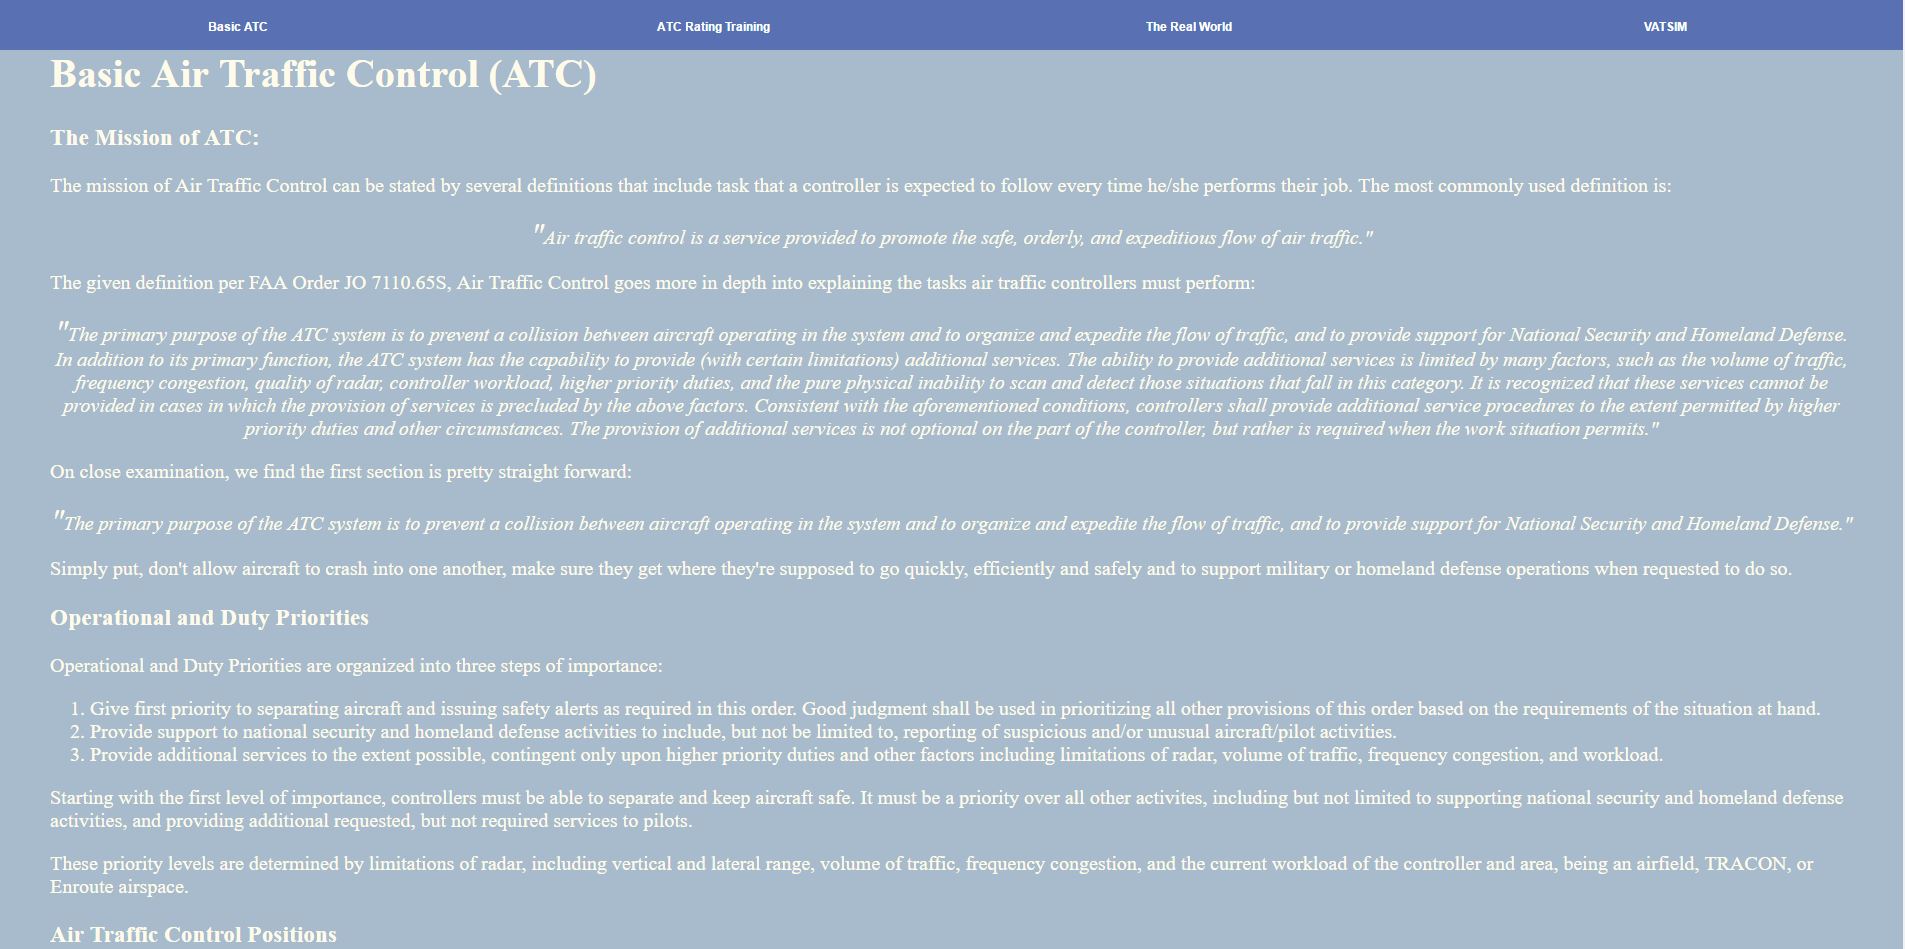 Basic ATC
ATC Rating Training
The Real World
VATSIM
Basic Air Traffic Control (ATC)
The Mission of ATC:
The mission of Air Traffic Control can be stated by several definitions that include task that a controller is expected to follow every time he/she performs their job. The most commonly used definition is:
"Air traffic control is a service provided to promote the safe, orderly, and expeditious flow of air traffic."
The given definition per FAA Order JO 7110.65S, Air Traffic Control goes more in depth into explaining the tasks air traffic controllers must perform:
"The primary purpose of the ATC system is to prevent a collision between aircraft operating in the system and to organize and expedite the flow of traffic, and to provide support for National Security and Homeland Defense.
In addition to its primary function, the ATC system has the capability to provide (with certain limitations) additional services. The ability to provide additional services is limited by many factors, such as the volume of traffic,
frequency congestion, quality of radar, controller workload, higher priority duties, and the pure physical inability to scan and detect those situations that fall in this category. It is recognized that these services cannot be
provided in cases in which the provision of services is precluded by the above factors. Consistent with the aforementioned conditions, controllers shall provide additional service procedures to the extent permitted by higher
priority duties and other circumstances. The provision of additional services is not optional on the part of the controller, but rather is required when the work situation permits."
On close examination, we find the first section is pretty straight forward:
"The primary purpose of the ATC system is to prevent a collision between aircraft operating in the system and to organize and expedite the flow of traffic, and to provide support for National Security and Homeland Defense."
Simply put, don't allow aircraft to crash into one another, make sure they get where they're supposed to go quickly, efficiently and safely and to support military or homeland defense operations when requested to do so.
Operational and Duty Priorities
Operational and Duty Priorities are organized into three steps of importance:
1. Give first priority to separating aircraft and issuing safety alerts as required in this order. Good judgment shall be used in prioritizing all other provisions of this order based on the requirements of the situation at hand.
2. Provide support to national security and homeland defense activities to include, but not be limited to, reporting of suspicious and/or unusual aircraft/pilot activities.
3. Provide additional services to the extent possible, contingent only upon higher priority duties and other factors including limitations of radar, volume of traffic, frequency congestion, and workload.
Starting with the first level of importance, controllers must be able to separate and keep aircraft safe. It must be a priority over all other activites, including but not limited to supporting national security and homeland defense
activities, and providing additional requested, but not required services to pilots.
These priority levels are determined by limitations of radar, including vertical and lateral range, volume of traffic, frequency congestion, and the current workload of the controller and area, being an airfield, TRACON, or
Enroute airspace.
Air Traffic Control Positions